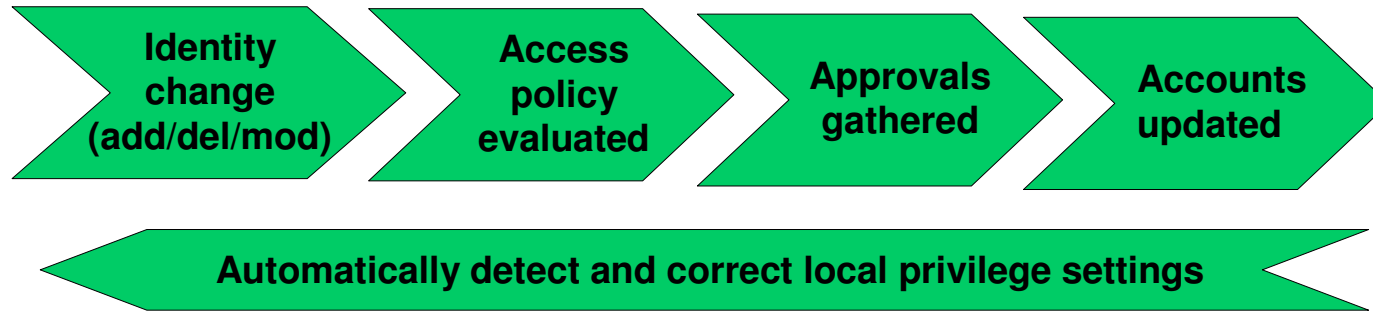 Identity
change
(add/del/mod)
Access
policy
evaluated
Approvals
gathered
Accounts
updated
Automatically detect and correct local privilege settings